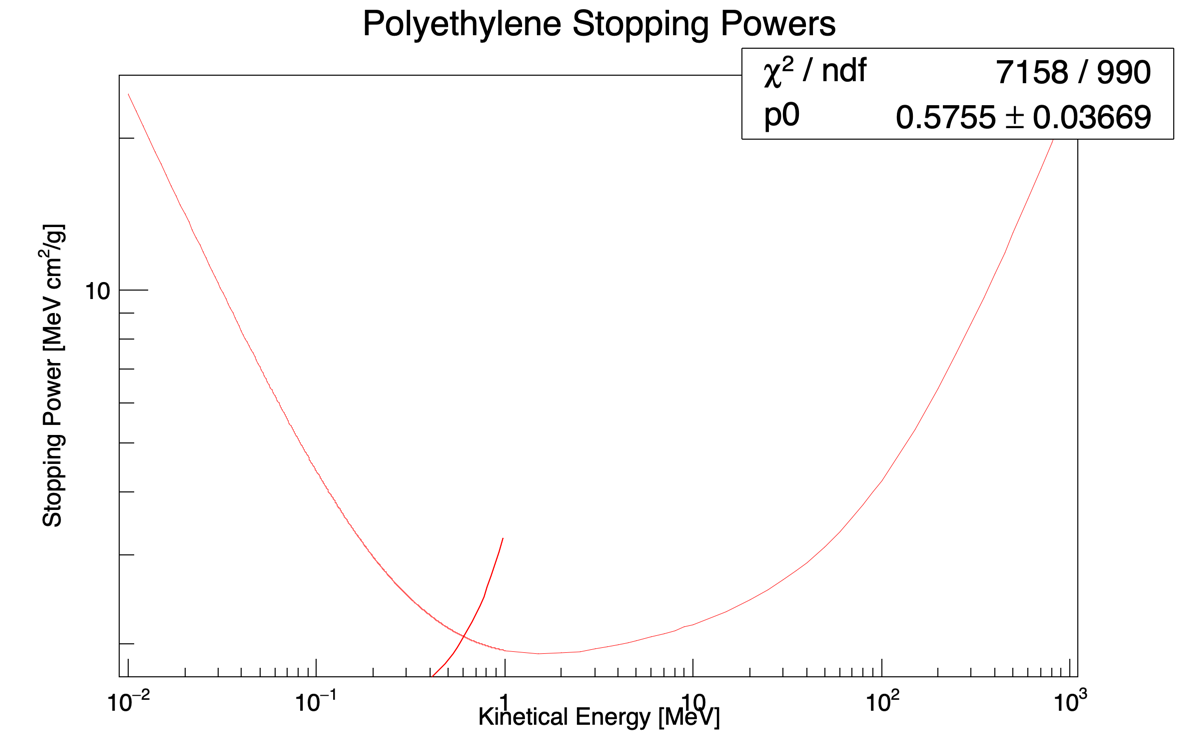 Polyethylene Stopping Powers
χ² / ndf 7158 / 990
p0 0.5755 ± 0.03669
Stopping Power [MeV cm²/g]
10
10⁻² 10⁻¹ 1 10 10² 10³
Kinetical Energy [MeV]